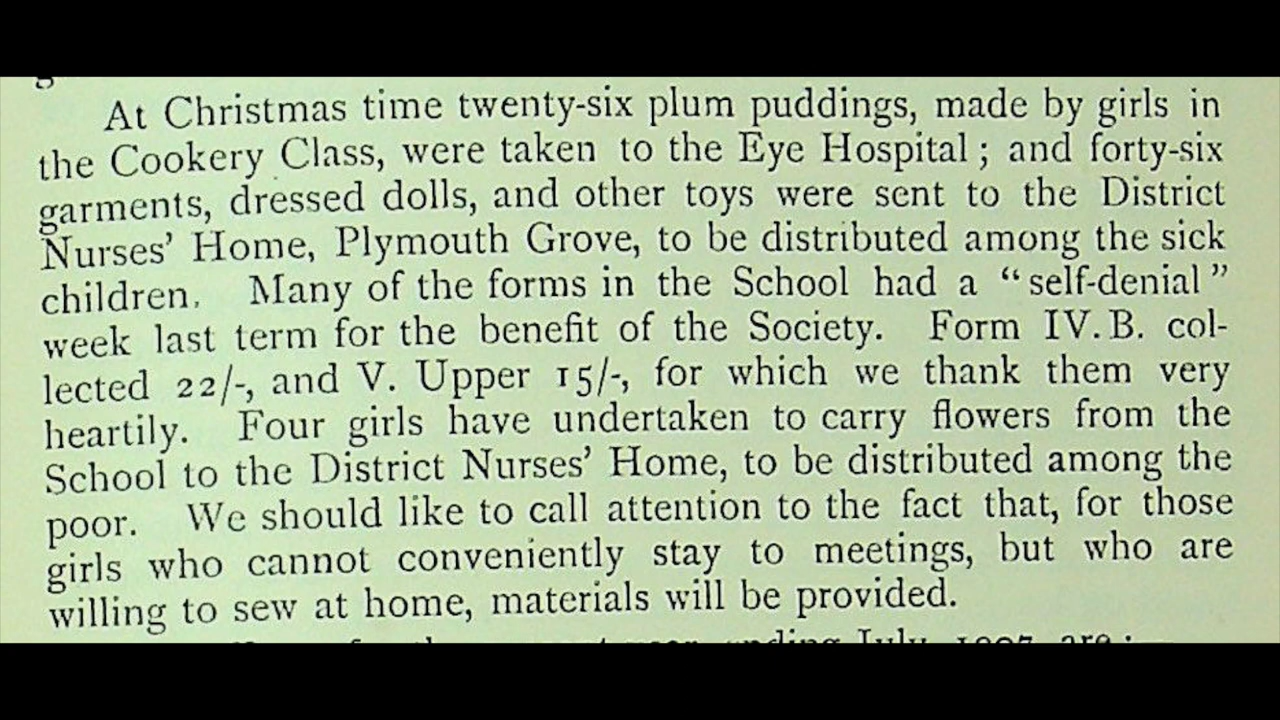 At Christmas time twenty-six plum puddings, made by girls in
the Cookery Class, were taken to the Eye Hospital ; and forty-six
garments, dressed dolls, and other toys were sent to the District
Nurses’ Home, Plymouth Grove, to be distributed among the sick
children. Many of the forms in the School had a “self-denial”
week last term for the benefit of the Society. Form IV. B. col-
lected 22/-, and V. Upper 15/-, for which we thank them very
heartily. Four girls have undertaken to carry flowers from the
School to the District Nurses’ Home, to be distributed among the
poor. We should like to call attention to the fact that, for those
girls who cannot conveniently stay to meetings, but who are
willing to sew at home, materials will be provided.
ending July, 1907, are :—